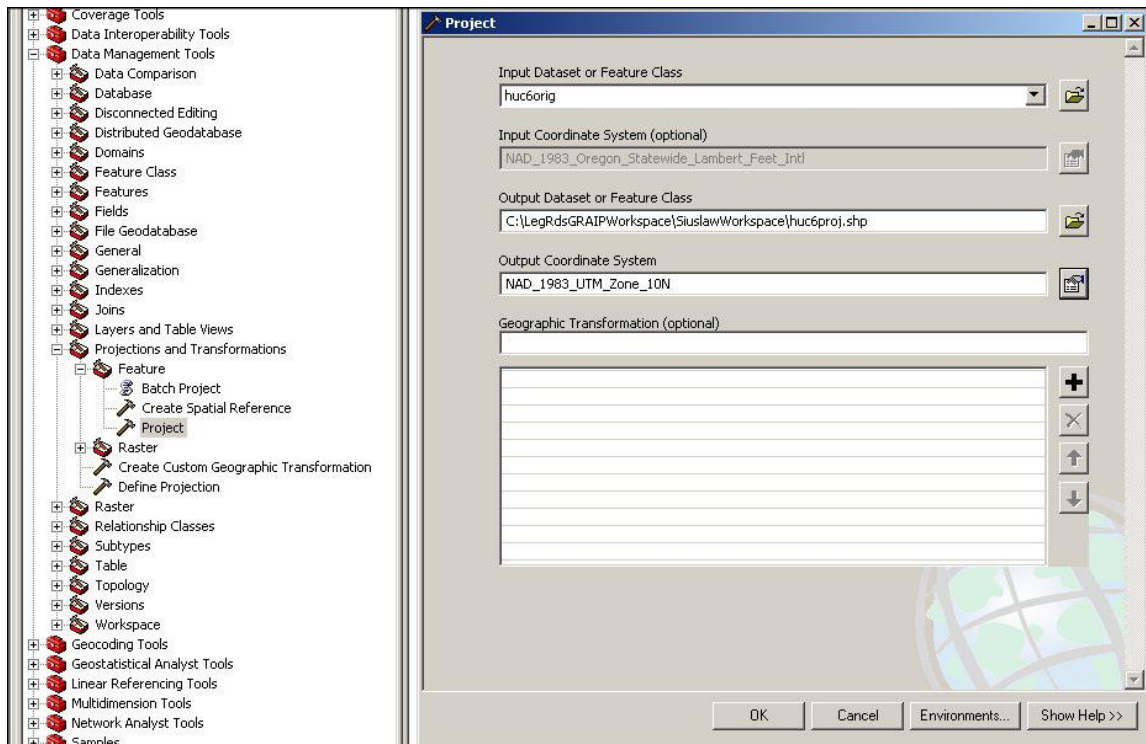 Coverage Tools
Data Interoperability Tools
Data Management Tools
Data Comparison
Database
Disconnected Editing
Distributed Geodatabase
Domains
Feature Class
Features
Fields
File Geodatabase
General
Generalization
Indexes
Joins
Layers and Table Views
Projections and Transformations
Feature
Batch Project
Create Spatial Reference
Project
Raster
Create Custom Geographic Transformation
Define Projection
Raster
Relationship Classes
Subtypes
Table
Topology
Versions
Workspace
Geocoding Tools
Geostatistical Analyst Tools
Linear Referencing Tools
Multidimension Tools
Network Analyst Tools
Samples
Project
Input Dataset or Feature Class
huc6orig
Input Coordinate System (optional)
NAD_1983_Oregon_Statewide_Lambert_Feet_Intl
Output Dataset or Feature Class
C:\LegRdsGRAIPWorkspace\SiuslawWorkspace\huc6proj.shp
Output Coordinate System
NAD_1983_UTM_Zone_10N
Geographic Transformation (optional)
OK Cancel Environments... Show Help >>